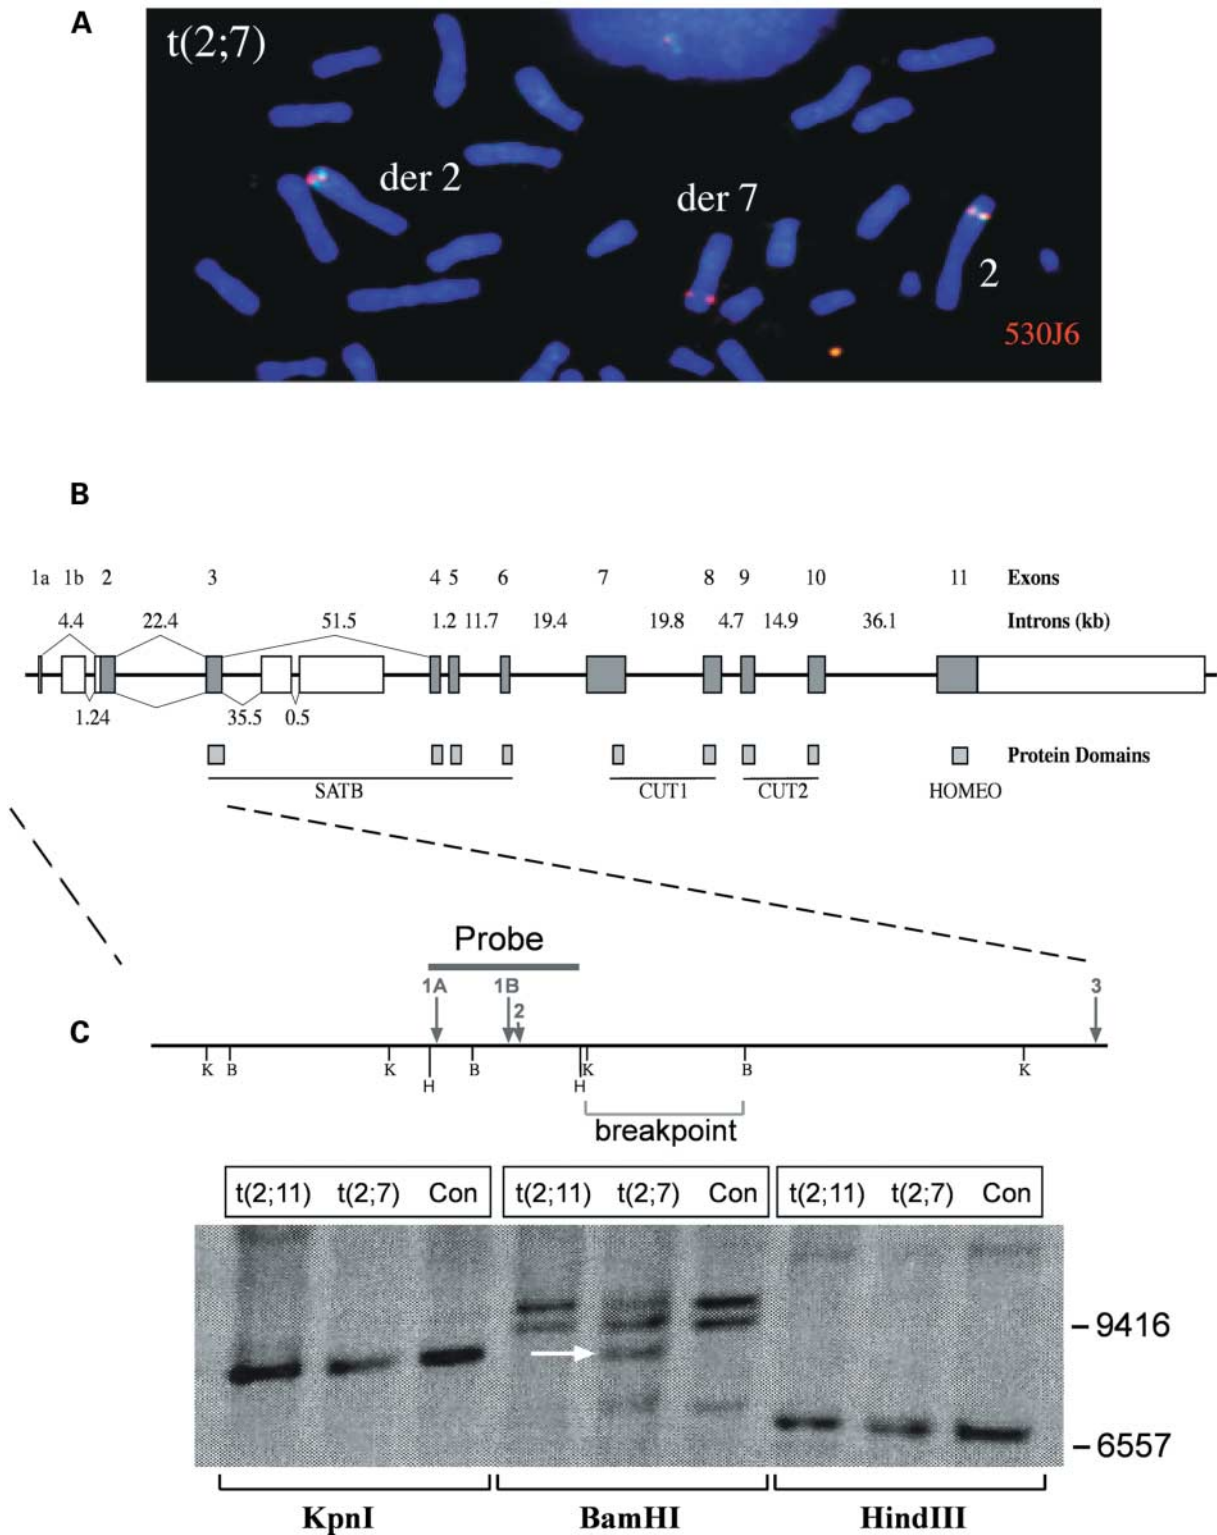 A
t(2;7)
der 2
der 7
2
530J6
B
1a 1b 2 3 4 5 6 7 8 9 10 11 Exons
4.4 22.4 51.5 1.2 11.7 19.4 19.8 4.7 14.9 36.1 Introns (kb)
1.24 35.5 0.5
Protein Domains
SATB CUT1 CUT2 HOMEO
Probe
1A 1B 3
2
C
K B K H B H K B K
breakpoint
t(2;11) t(2;7) Con t(2;11) t(2;7) Con t(2;11) t(2;7) Con
– 9416
– 6557
KpnI BamHI HindIII